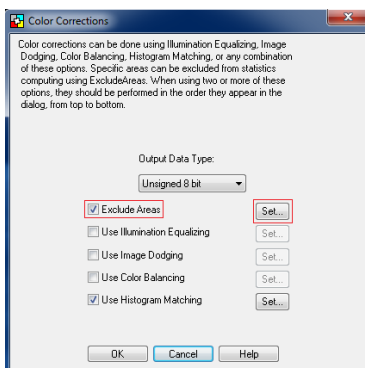 Color Corrections
Color corrections can be done using Illumination Equalizing, Image
Dodging, Color Balancing, Histogram Matching, or any combination
of these options. Specific areas can be excluded from statistics
computing using ExcludeAreas. When using two or more of these
options, they should be performed in the order they appear in the
dialog, from top to bottom.
Output Data Type:
Unsigned 8 bit
Exclude Areas Set...
Use Illumination Equalizing Set...
Use Image Dodging Set...
Use Color Balancing Set...
Use Histogram Matching Set...
OK Cancel Help